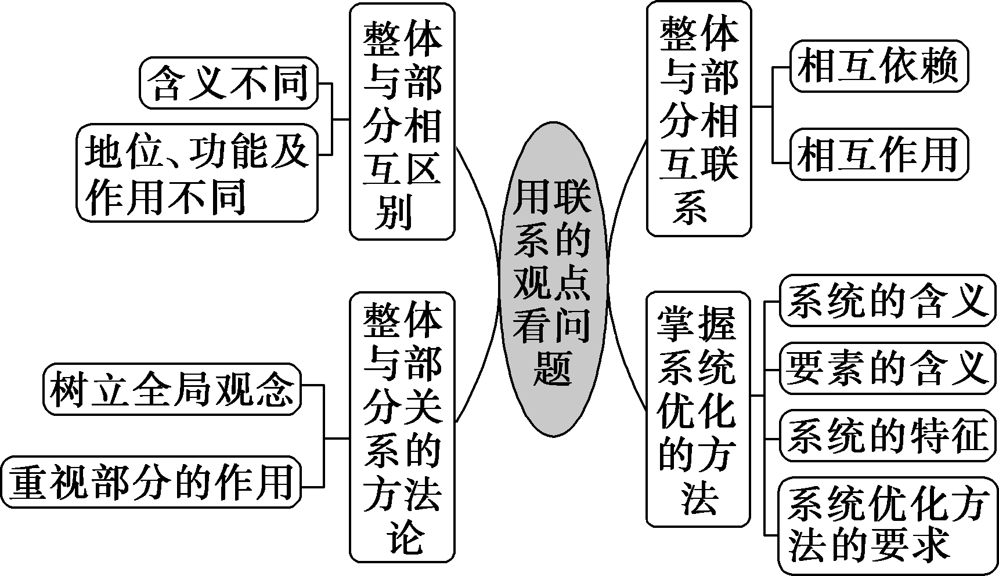 整体
与部
分相
互区
别
含义不同
地位、功能及
作用不同
整体
与部
分相
互联
系
相互依赖
相互作用
用联
系的
观点
看问
题
整体
与部
分关
系的
方法
论
树立全局观念
重视部分的作用
掌握
系统
优化
的方
法
系统的含义
要素的含义
系统的特征
系统优化方
法的要求